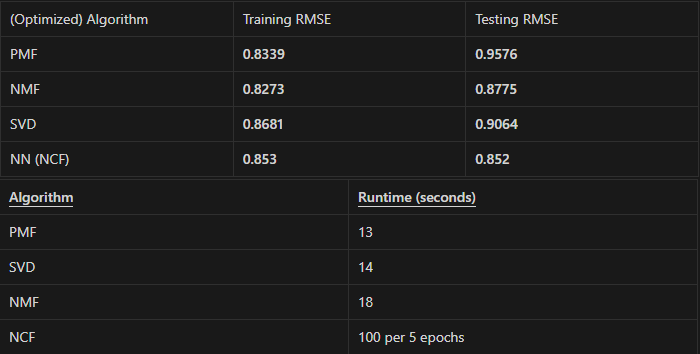 (Optimized) Algorithm Training RMSE Testing RMSE
PMF 0.8339 0.9576
NMF 0.8273 0.8775
SVD 0.8681 0.9064
NN (NCF) 0.853 0.852
Algorithm Runtime (seconds)
PMF 13
SVD 14
NMF 18
NCF 100 per 5 epochs